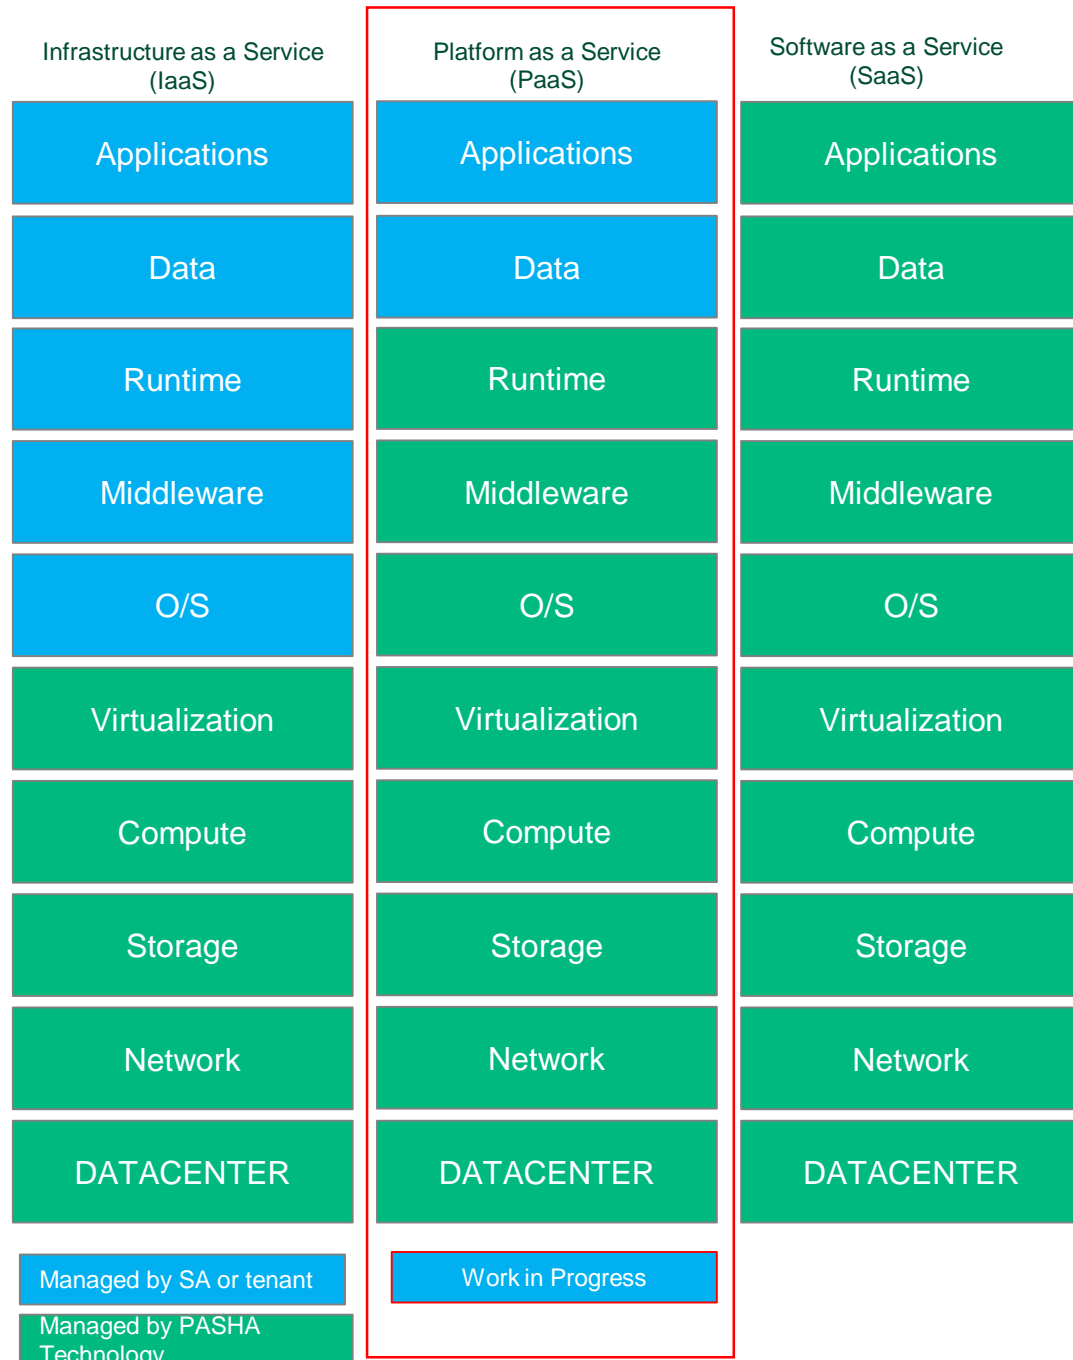 Infrastructure as a Service
(IaaS)
Applications
Data
Runtime
Middleware
O/S
Virtualization
Compute
Storage
Network
DATACENTER
Managed by SA or tenant
Managed by PASHA
Technology
Platform as a Service
(PaaS)
Applications
Data
Runtime
Middleware
O/S
Virtualization
Compute
Storage
Network
DATACENTER
Work in Progress
Software as a Service
(SaaS)
Applications
Data
Runtime
Middleware
O/S
Virtualization
Compute
Storage
Network
DATACENTER